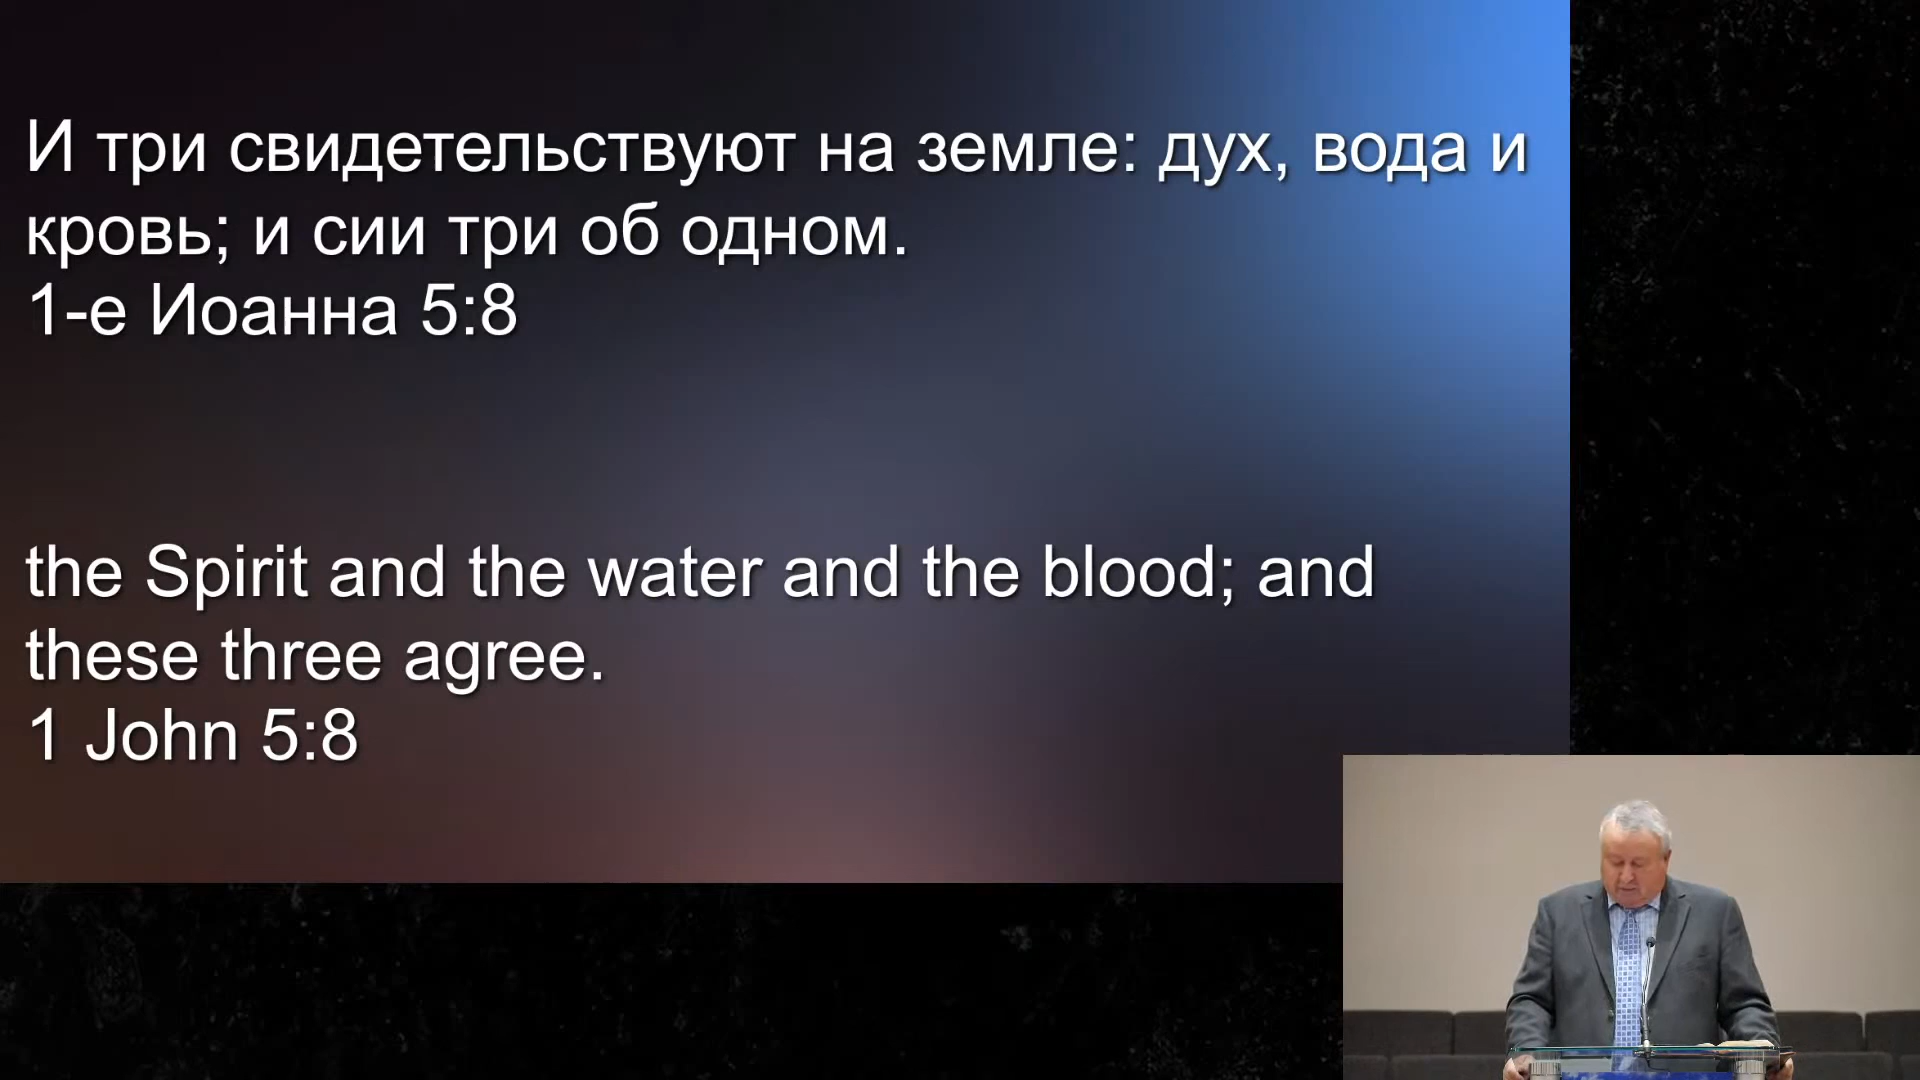 И три свидетельствуют на земле: дух, вода и
кровь; и сии три об одном.
1-е Иоанна 5:8
the Spirit and the water and the blood; and
these three agree.
1 John 5:8